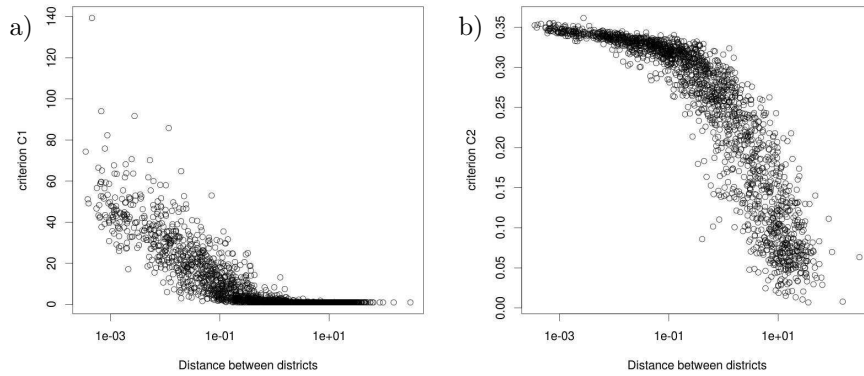 a)
criterion C1
140
120
100
80
60
40
20
0
1e-03 1e-01 1e+01
Distance between districts
b)
criterion C2
0.35
0.30
0.25
0.20
0.15
0.10
0.05
0.00
1e-03 1e-01 1e+01
Distance between districts